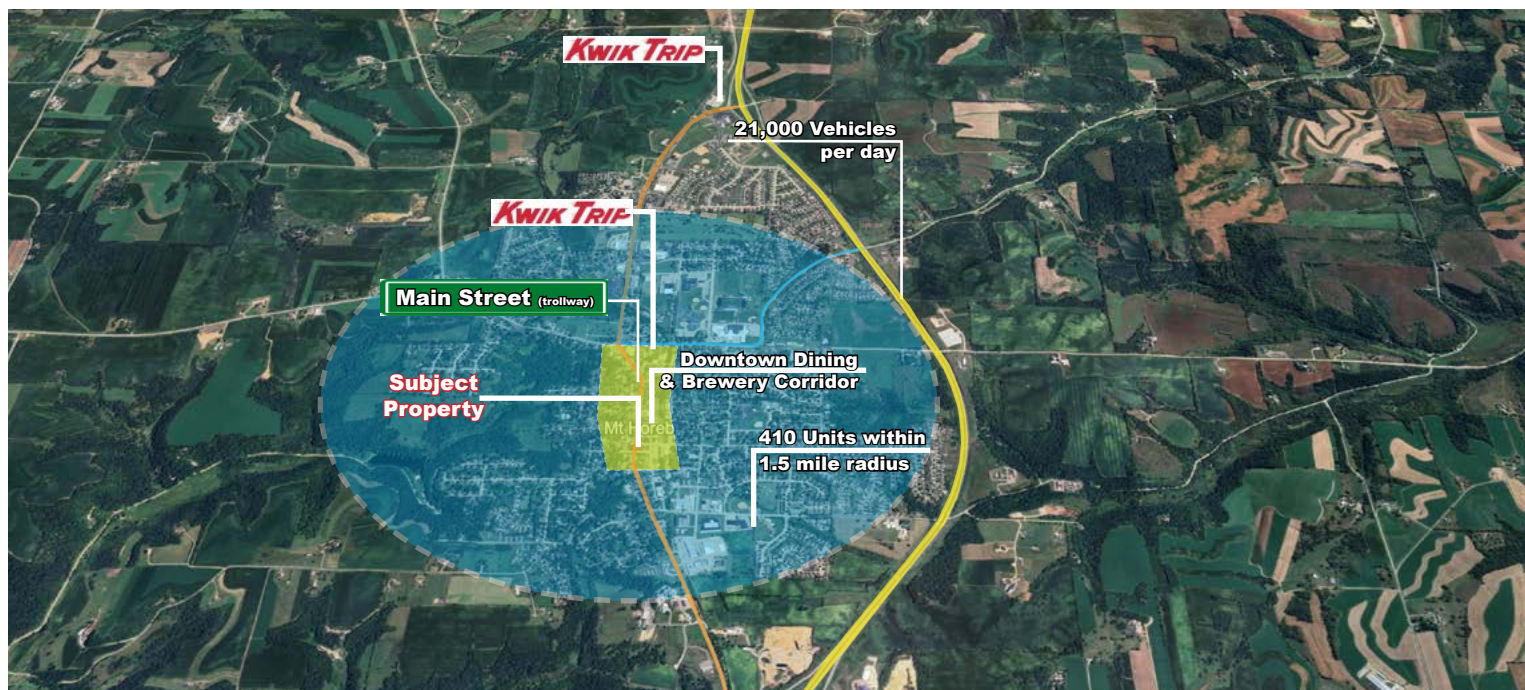 KWIK TRIP
21,000 Vehicles
per day
KWIK TRIP
Main Street (trollway)
Downtown Dining
& Brewery Corridor
Subject
Property
Mt Horeb
410 Units within
1.5 mile radius